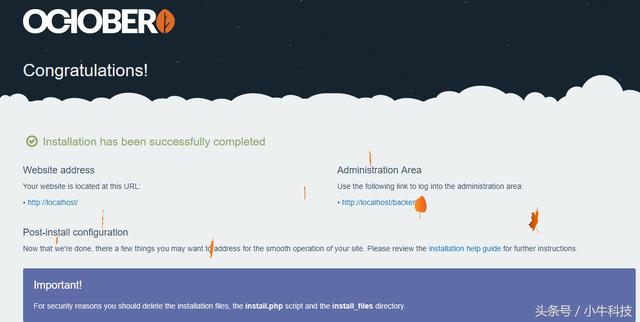 OCTOBER
Congratulations!
Installation has been successfully completed
Website address
Your website is located at this URL:
• http://localhost/
Administration Area
Use the following link to log into the administration area:
• http://localhost/backen
Post-install configuration
Now that we're done, there a few things you may want to address for the smooth operation of your site. Please review the installation help guide for further instructions.
Important!
For security reasons you should delete the installation files, the install.php script and the install_files directory.
头条号 / 小牛科技